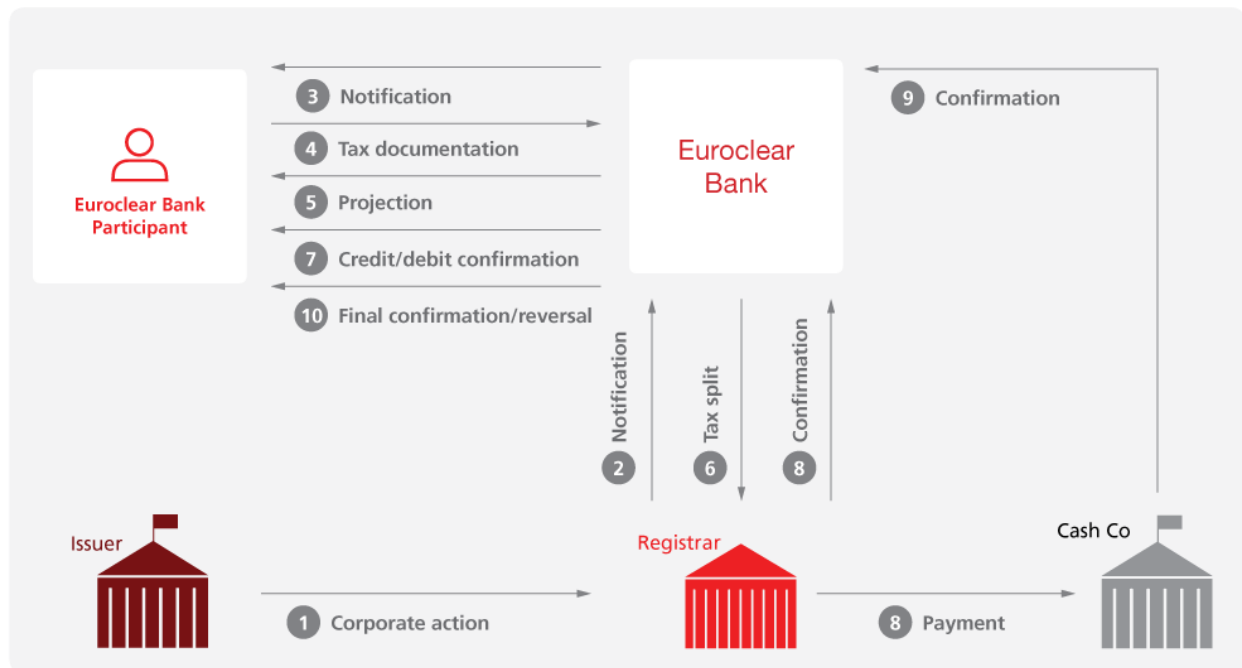 3 Notification
4 Tax documentation
5 Projection
7 Credit/debit confirmation
10 Final confirmation/reversal
Euroclear Bank
Participant
Euroclear
Bank
9 Confirmation
2 Notification
6 Tax split
8 Confirmation
Issuer
Registrar
Cash Co
1 Corporate action
8 Payment